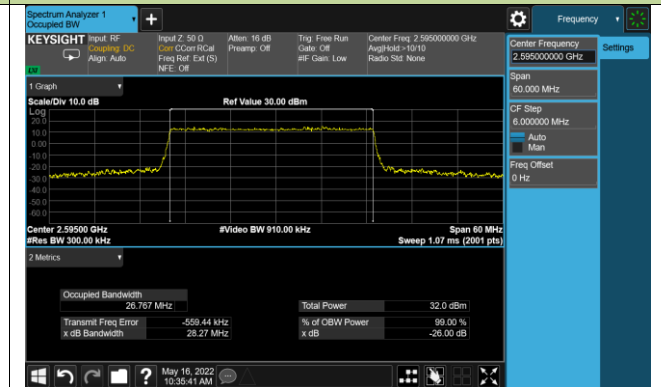 Spectrum Analyzer 1
Occupied BW
+
Frequency
KEYSIGHT
Input: RF
Coupling: DC
Align: Auto
Input Z: 50 Ω
Corr CCorr RCal
Freq Ref: Ext (S)
NFE: Off
Atten: 16 dB
Preamp: Off
Trig: Free Run
Gate: Off
#IF Gain: Low
Center Freq: 2.595000000 GHz
Avg|Hold:>10/10
Radio Std: None
LXI
Center Frequency
2.595000000 GHz
Settings
Span
60.000 MHz
CF Step
6.000000 MHz
Auto
Man
Freq Offset
0 Hz
1 Graph
Scale/Div 10.0 dB
Ref Value 30.00 dBm
Log
20.0
10.0
0.00
-10.0
-20.0
-30.0
-40.0
-50.0
-60.0
Center 2.59500 GHz
#Video BW 910.00 kHz
Span 60 MHz
#Res BW 300.00 kHz
Sweep 1.07 ms (2001 pts)
2 Metrics
Occupied Bandwidth
26.767 MHz
Total Power 32.0 dBm
Transmit Freq Error -559.44 kHz
% of OBW Power 99.00 %
x dB Bandwidth 28.27 MHz
x dB -26.00 dB
?
May 16, 2022
10:35:41 AM